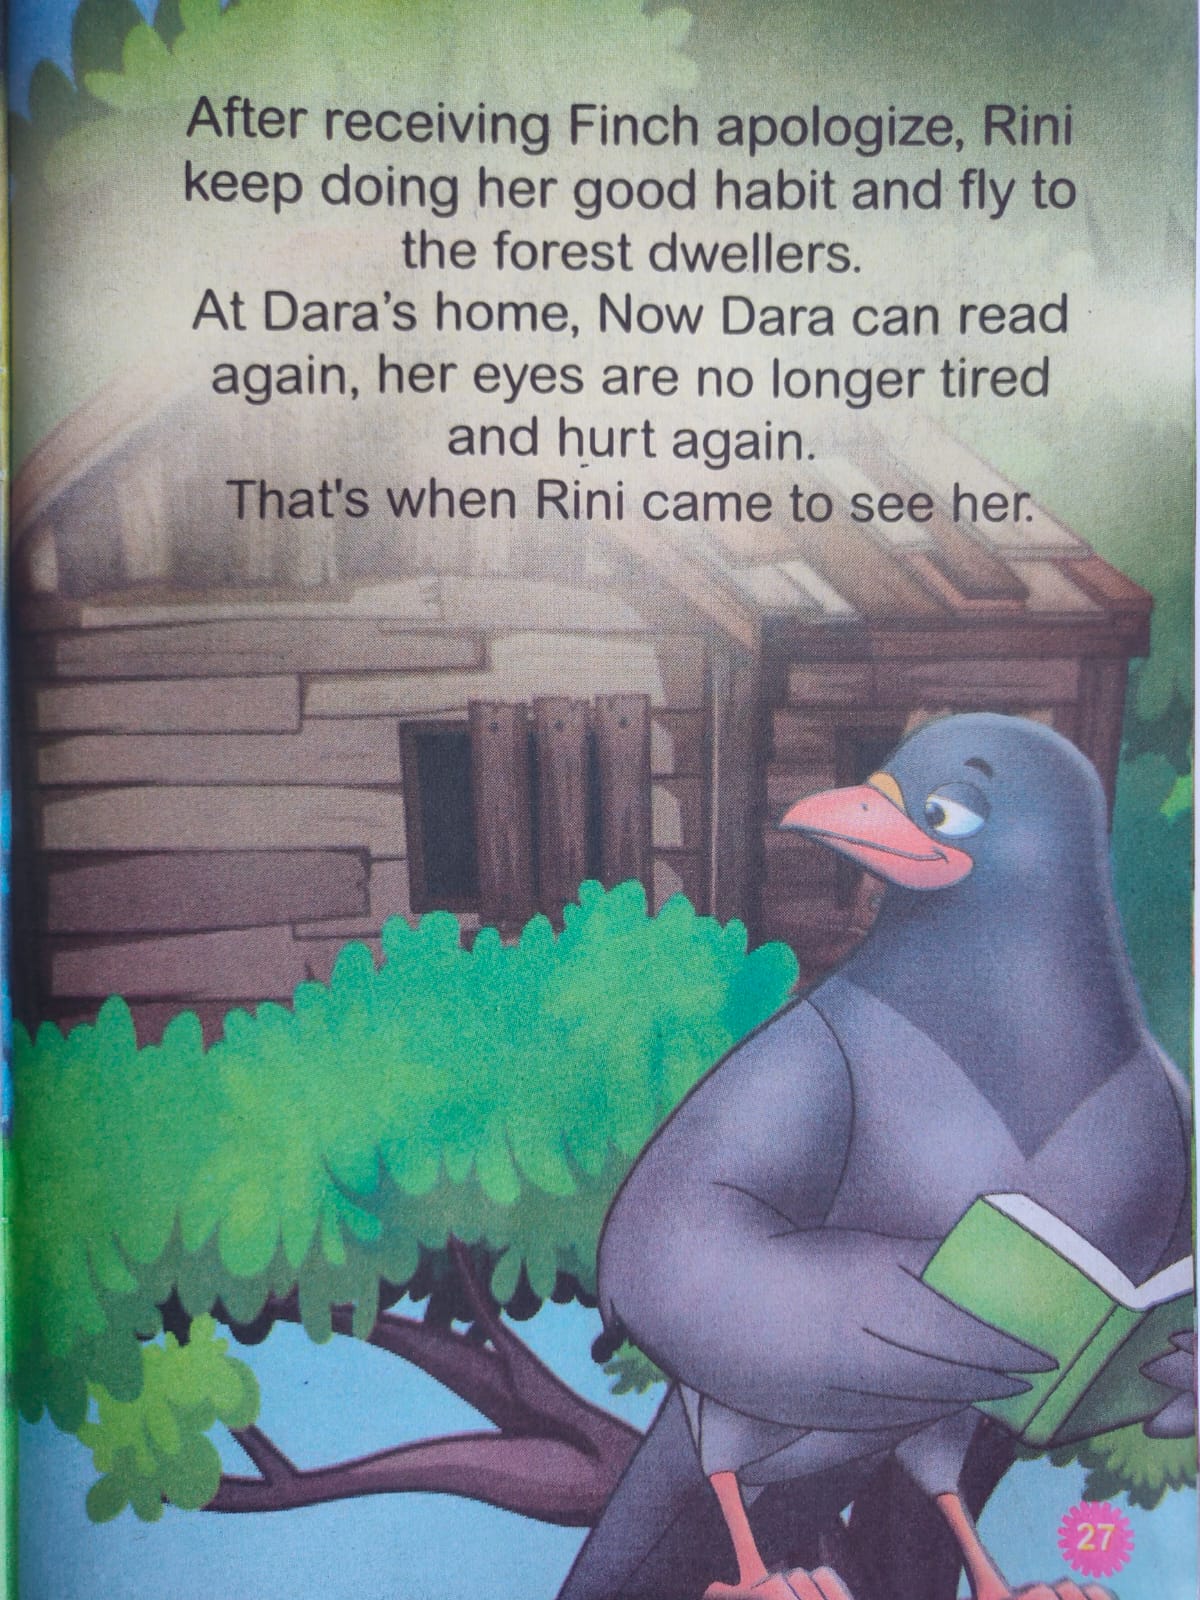 After receiving Finch apologize, Rini
keep doing her good habit and fly to
the forest dwellers.
At Dara's home, Now Dara can read
again, her eyes are no longer tired
and hurt again.
That's when Rini came to see her.
27